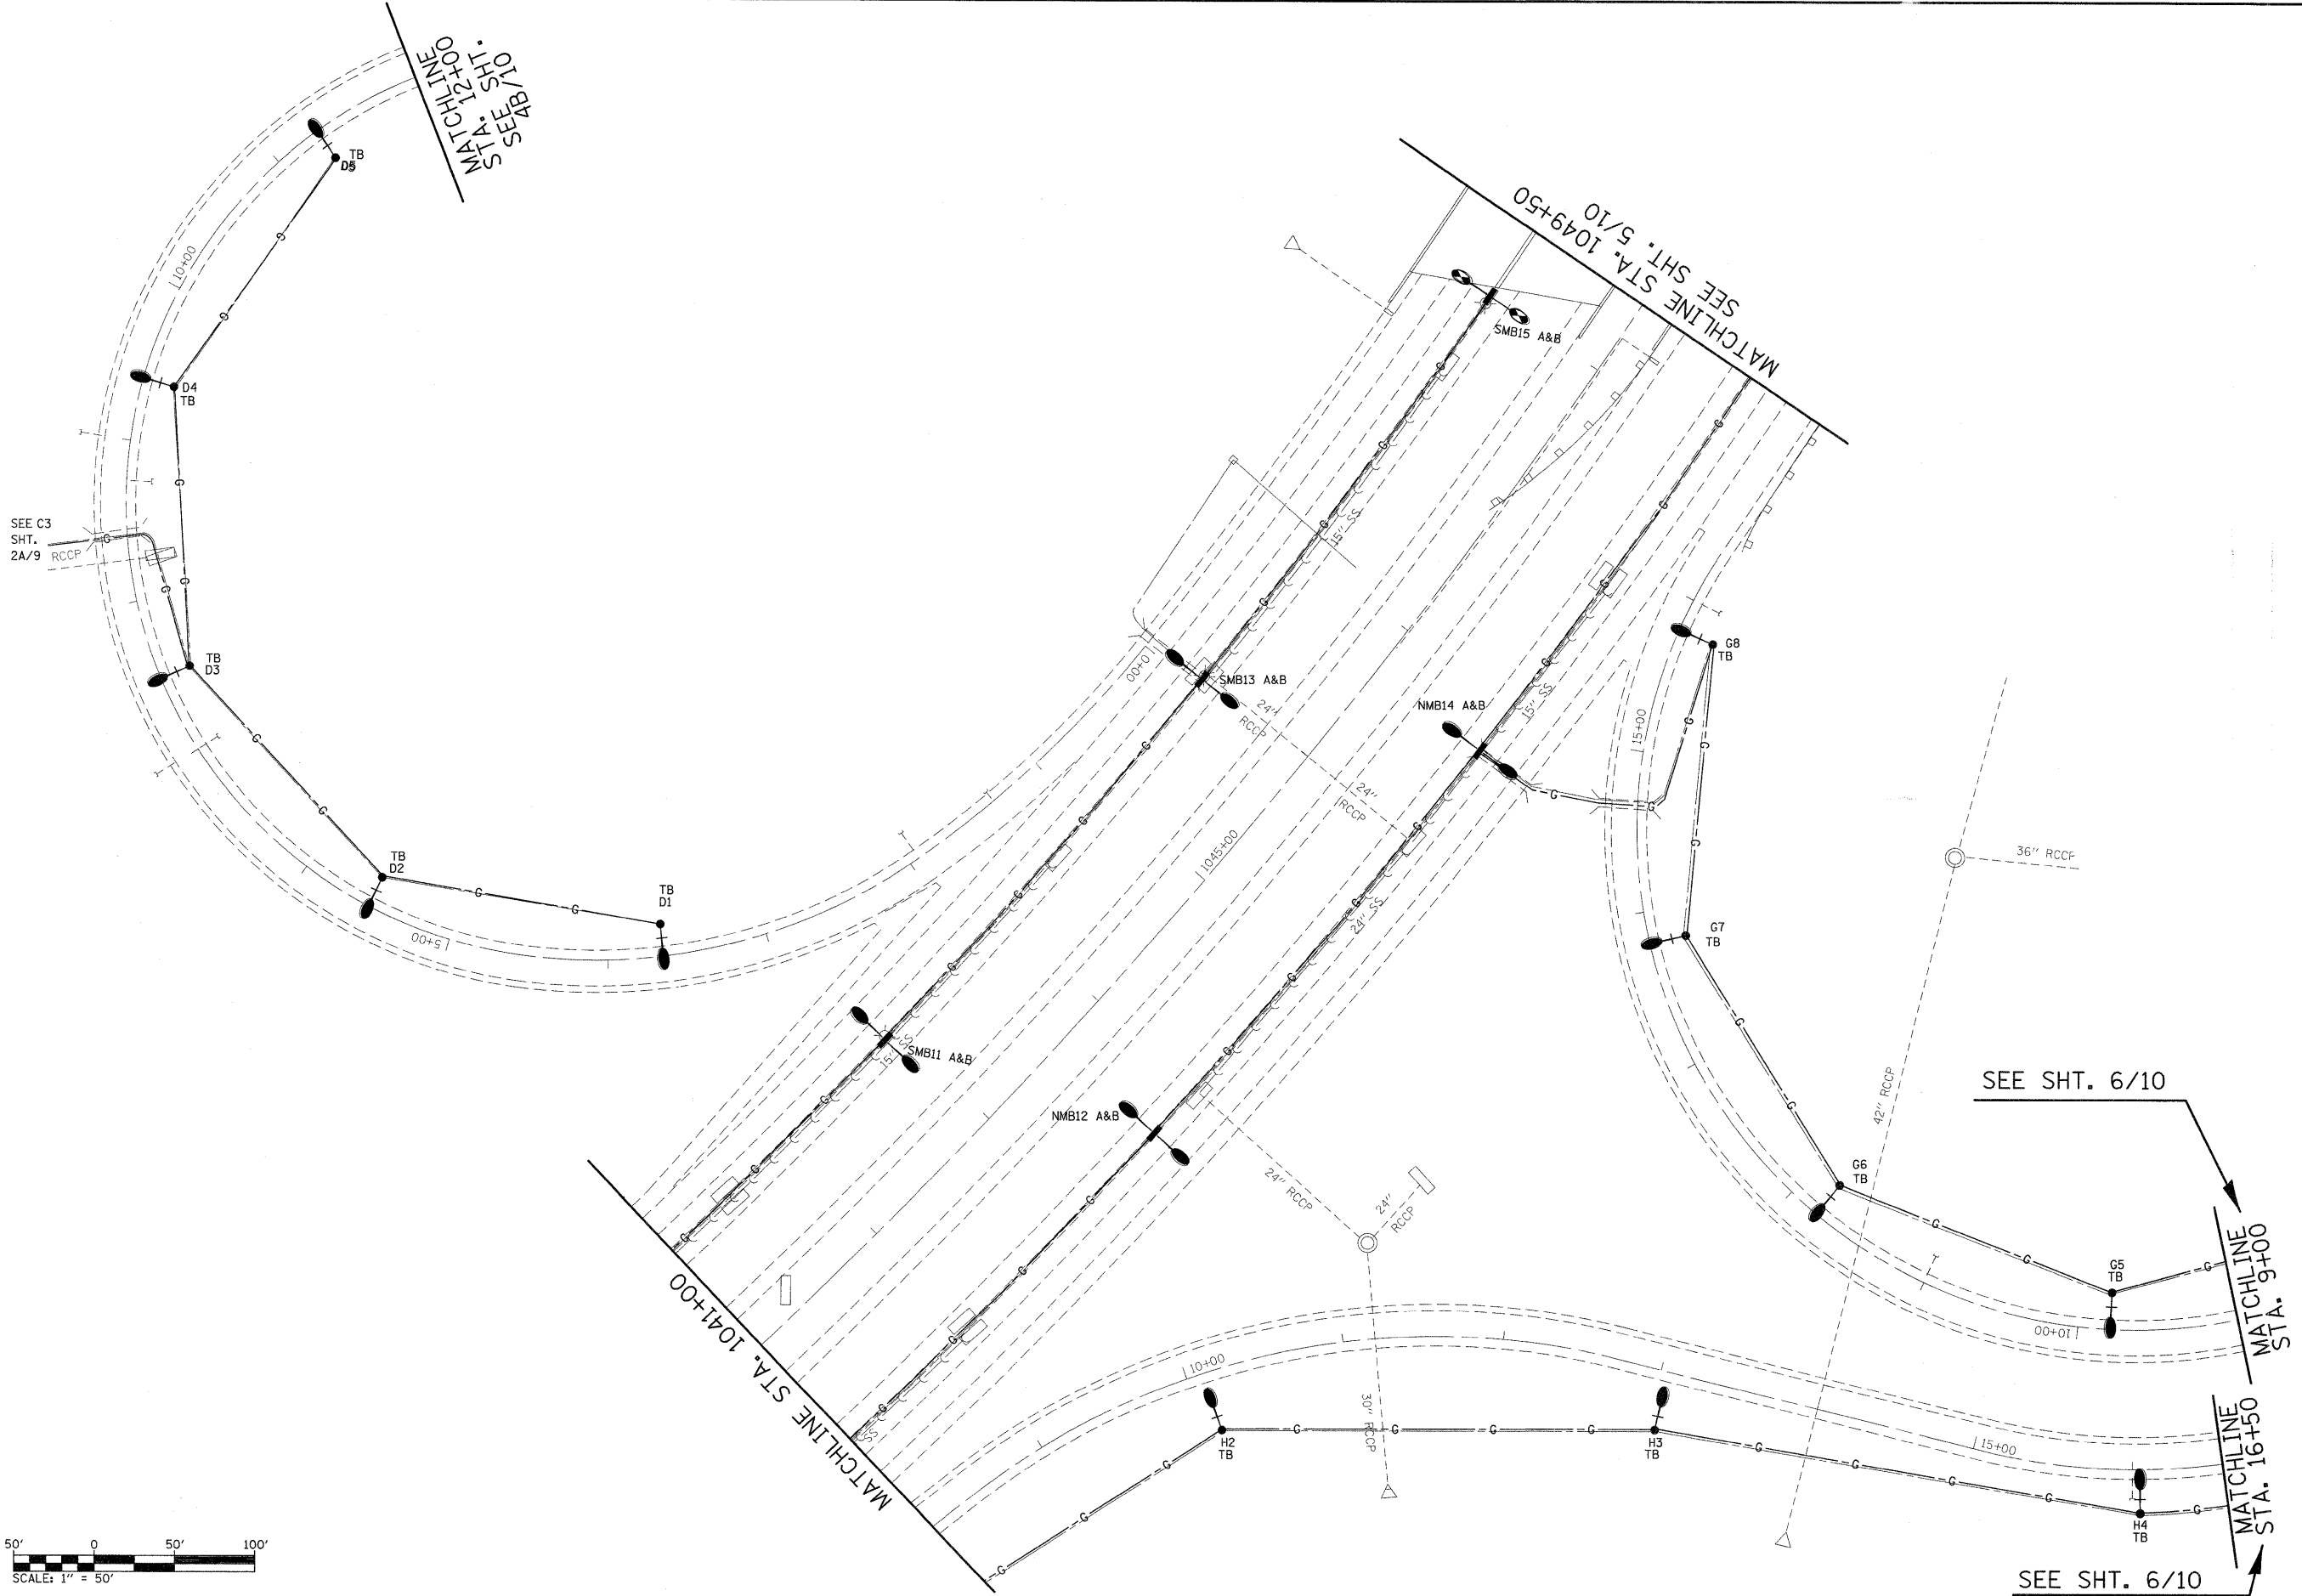 MATCHLINE
STA. 12+00
SEE SHT.
4B/10
TB
D5
10+00
D4
TB
SEE C3
SHT.
2A/9
RCCP
TB
D3
TB
D2
TB
D1
5+00
0+00
MATCHLINE STA. 1049+50
SEE SHT. 5/10
SMB15 A&B
15" SS
SMB13 A&B
24"
RCCP
24"
RCCP
NMB14 A&B
15" SS
G8
TB
15+00
1045+00
24" SS
G7
TB
36" RCCP
42" RCCP
SMB11 A&B
15" SS
NMB12 A&B
24" RCCP
24"
RCCP
30" RCCP
G6
TB
G5
TB
10+00
SEE SHT. 6/10
MATCHLINE
STA. 9+00
MATCHLINE STA. 1041+00
SS
10+00
H2
TB
H3
TB
15+00
H4
TB
MATCHLINE
STA. 16+50
SEE SHT. 6/10
50' 0 50' 100'
SCALE: 1" = 50'